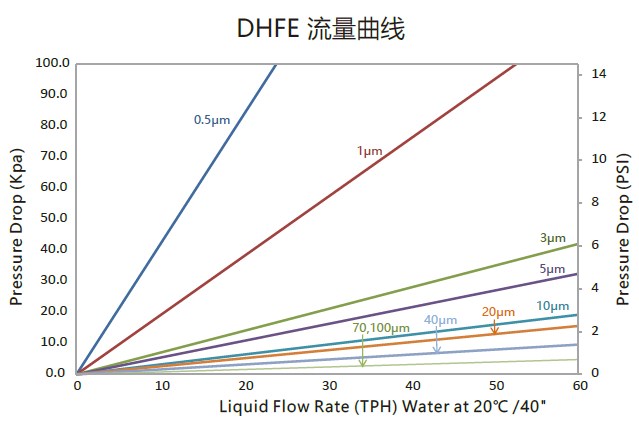 DHFE 流量曲线
Pressure Drop (Kpa)
100.0
90.0
80.0
70.0
60.0
50.0
40.0
30.0
20.0
10.0
0.0
0.5μm
1μm
3μm
5μm
10μm
20μm
40μm
70,100μm
14
12
10
8
6
4
2
0
Pressure Drop (PSI)
0 10 20 30 40 50 60
Liquid Flow Rate (TPH) Water at 20℃ /40"